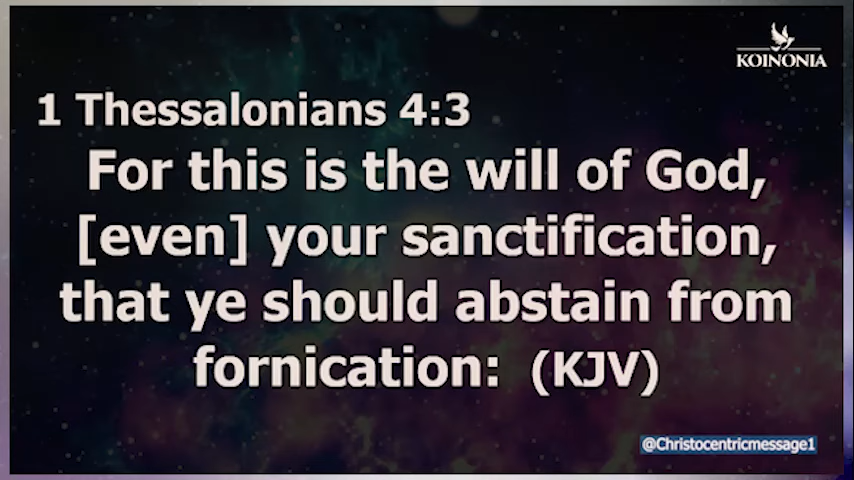 KOINONIA
1 Thessalonians 4:3
For this is the will of God,
[even] your sanctification,
that ye should abstain from
fornication: (KJV)
@Christocentricmessage1